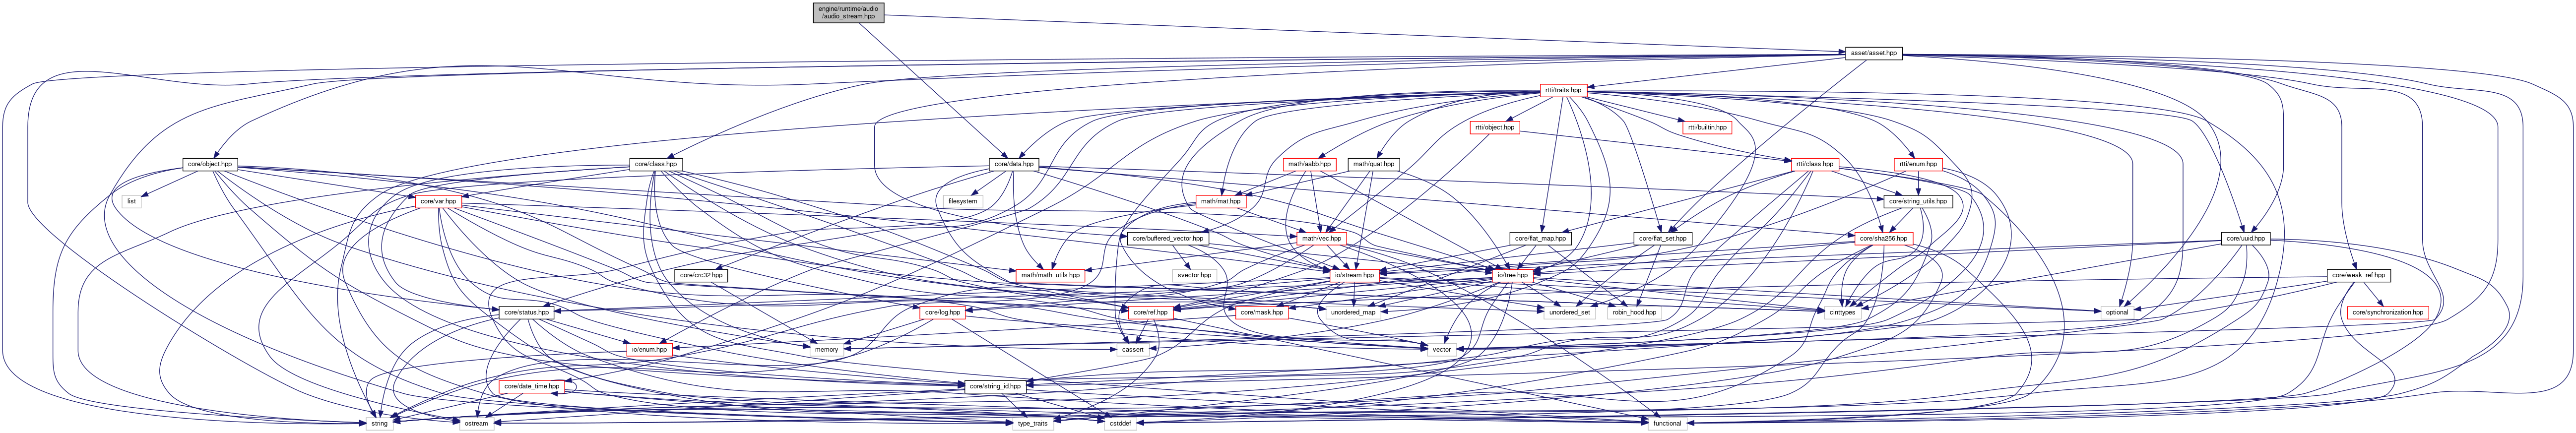 engine/runtime/audio
/audio_stream.hpp
asset/asset.hpp
rtti/traits.hpp
rtti/object.hpp
rtti/builtin.hpp
core/object.hpp
core/class.hpp
core/data.hpp
math/aabb.hpp
math/quat.hpp
rtti/class.hpp
rtti/enum.hpp
list
core/var.hpp
filesystem
math/mat.hpp
core/string_utils.hpp
core/buffered_vector.hpp
math/vec.hpp
core/flat_map.hpp
core/flat_set.hpp
core/sha256.hpp
core/uuid.hpp
core/crc32.hpp
math/math_utils.hpp
svector.hpp
io/stream.hpp
io/tree.hpp
core/weak_ref.hpp
core/status.hpp
core/log.hpp
core/ref.hpp
core/mask.hpp
unordered_map
unordered_set
robin_hood.hpp
cinttypes
optional
core/synchronization.hpp
io/enum.hpp
memory
cassert
vector
core/date_time.hpp
core/string_id.hpp
string
ostream
type_traits
cstddef
functional